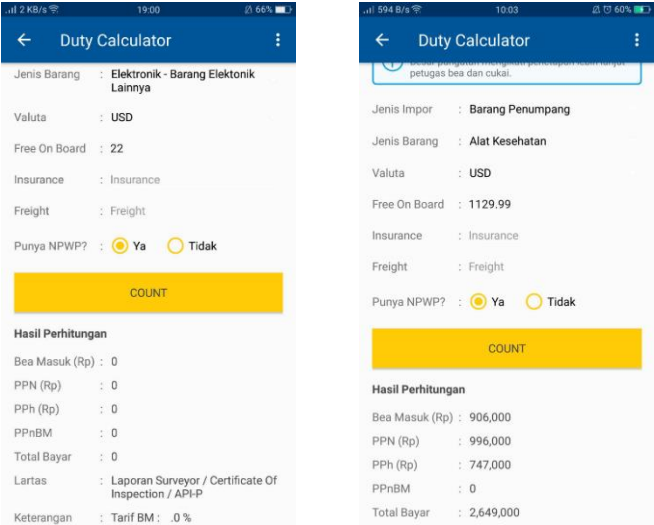 2 KB/s 19:00 66%
Duty Calculator
Jenis Barang : Elektronik - Barang Elektonik
Lainnya
Valuta : USD
Free On Board : 22
Insurance : Insurance
Freight : Freight
Punya NPWP? : Ya Tidak
COUNT
Hasil Perhitungan
Bea Masuk (Rp) : 0
PPN (Rp) : 0
PPh (Rp) : 0
PPnBM : 0
Total Bayar : 0
Lartas : Laporan Surveyor / Certificate Of
Inspection / API-P
Keterangan : Tarif BM : .0 %
594 B/s 10:03 60%
Duty Calculator
petugas bea dan cukai.
Jenis Impor : Barang Penumpang
Jenis Barang : Alat Kesehatan
Valuta : USD
Free On Board : 1129.99
Insurance : Insurance
Freight : Freight
Punya NPWP? : Ya Tidak
COUNT
Hasil Perhitungan
Bea Masuk (Rp) : 906,000
PPN (Rp) : 996,000
PPh (Rp) : 747,000
PPnBM : 0
Total Bayar : 2,649,000